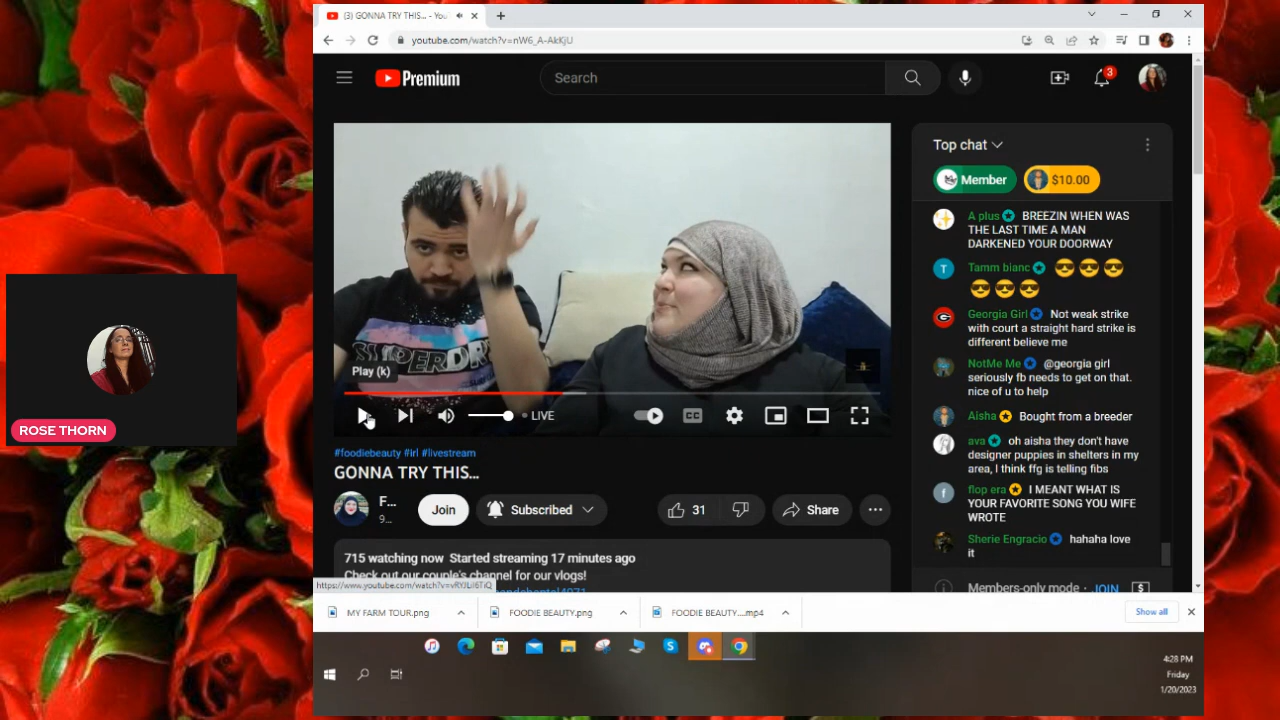 (3) GONNA TRY THIS... - You
youtube.com/watch?v=nW6_A-AkKjU
Premium
Search
3
Top chat
Member
$10.00
A plus BREEZIN WHEN WAS
THE LAST TIME A MAN
DARKENED YOUR DOORWAY
Tamm bianc 😎😎😎
😎😎😎
Georgia Girl Not weak strike
with court a straight hard strike is
different believe me
NotMe Me @georgia girl
seriously fb needs to get on that.
nice of u to help
Aisha Bought from a breeder
ava oh aisha they don't have
designer puppies in shelters in my
area, I think ffg is telling fibs
flop era I MEANT WHAT IS
YOUR FAVORITE SONG YOU WIFE
WROTE
Sherie Engracio hahaha love
it
Members-only mode · JOIN
SUPERDR
Play (k)
LIVE
CC
#foodiebeauty #irl #livestream
GONNA TRY THIS...
F...
9...
Join
Subscribed
31
Share
715 watching now Started streaming 17 minutes ago
Check out our couple's channel for our vlogs!
MY FARM TOUR.png
FOODIE BEAUTY.png
FOODIE BEAUTY....mp4
Show all
4:28 PM
Friday
1/20/2023
ROSE THORN